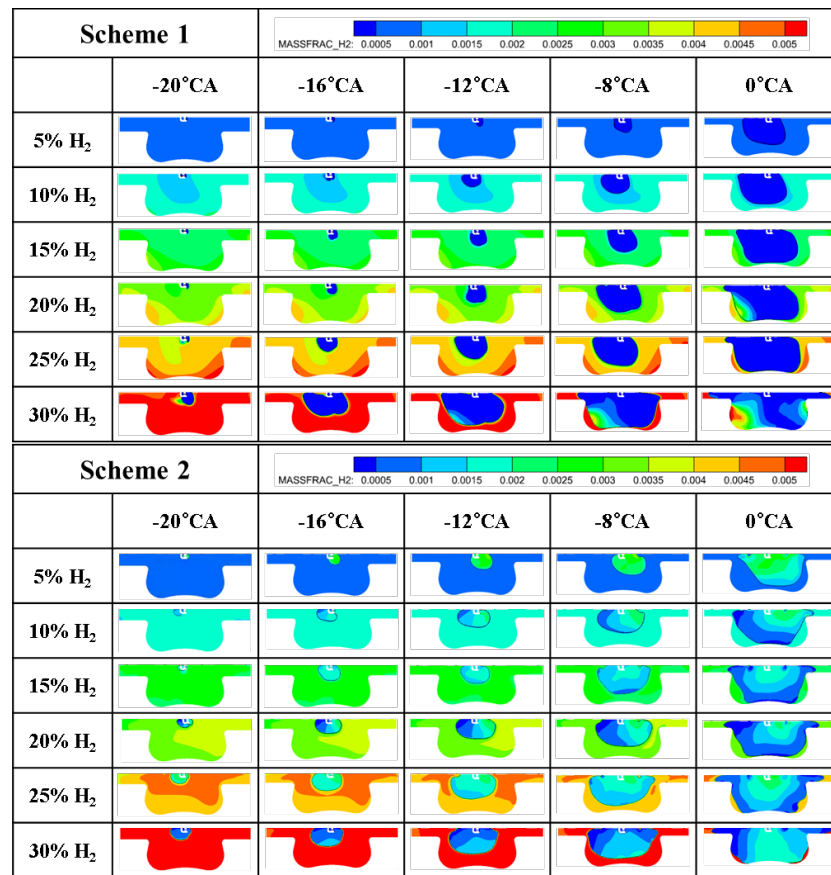 Scheme 1
MASSFRAC_H2: 0.0005 0.001 0.0015 0.002 0.0025 0.003 0.0035 0.004 0.0045 0.005
-20°CA -16°CA -12°CA -8°CA 0°CA
5% H₂
10% H₂
15% H₂
20% H₂
25% H₂
30% H₂
Scheme 2
MASSFRAC_H2: 0.0005 0.001 0.0015 0.002 0.0025 0.003 0.0035 0.004 0.0045 0.005
-20°CA -16°CA -12°CA -8°CA 0°CA
5% H₂
10% H₂
15% H₂
20% H₂
25% H₂
30% H₂